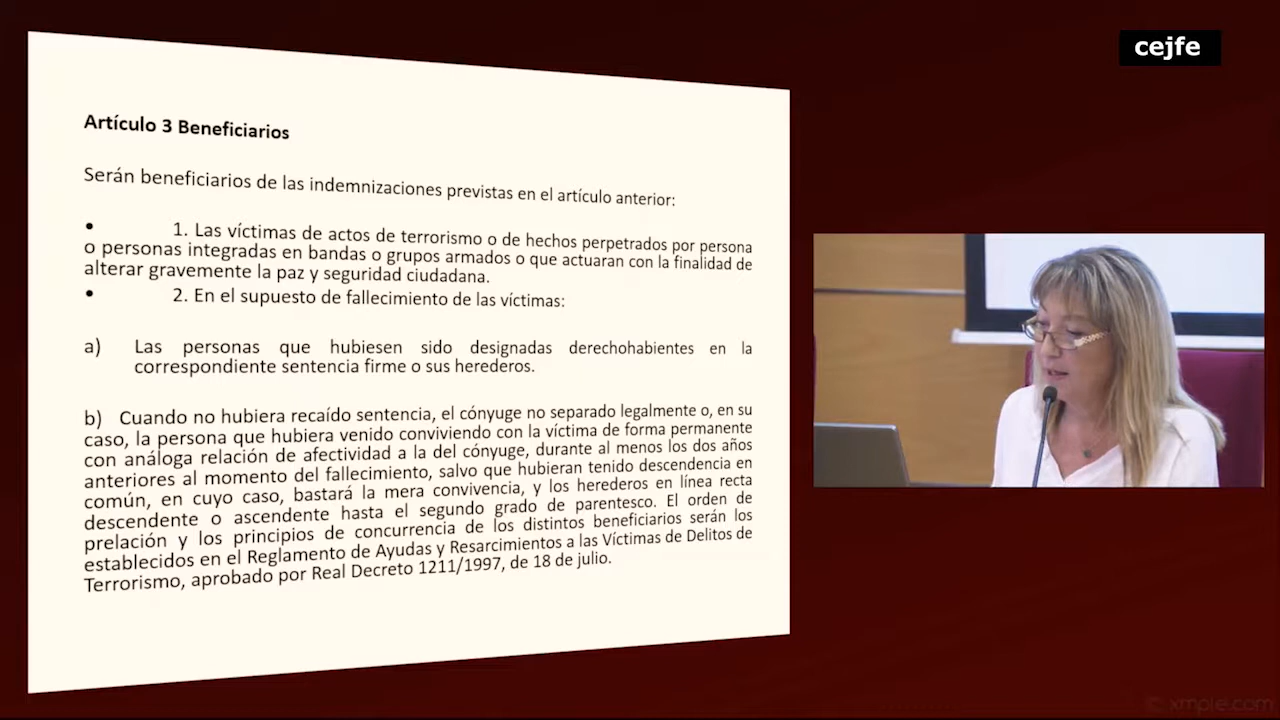 cejfe
Artículo 3 Beneficiarios
Serán beneficiarios de las indemnizaciones previstas en el artículo anterior:
• 1. Las víctimas de actos de terrorismo o de hechos perpetrados por persona
o personas integradas en bandas o grupos armados o que actuaran con la finalidad de
alterar gravemente la paz y seguridad ciudadana.
• 2. En el supuesto de fallecimiento de las víctimas:
a) Las personas que hubiesen sido designadas derechohabientes en la
correspondiente sentencia firme o sus herederos.
b) Cuando no hubiera recaído sentencia, el cónyuge no separado legalmente o, en su
caso, la persona que hubiera venido conviviendo con la víctima de forma permanente
con análoga relación de afectividad a la del cónyuge, durante al menos los dos años
anteriores al momento del fallecimiento, salvo que hubieran tenido descendencia en
común, en cuyo caso, bastará la mera convivencia, y los herederos en línea recta
descendente o ascendente hasta el segundo grado de parentesco. El orden de
prelación y los principios de concurrencia de los distintos beneficiarios serán los
establecidos en el Reglamento de Ayudas y Resarcimientos a las Víctimas de Delitos de
Terrorismo, aprobado por Real Decreto 1211/1997, de 18 de julio.
© xmple.com